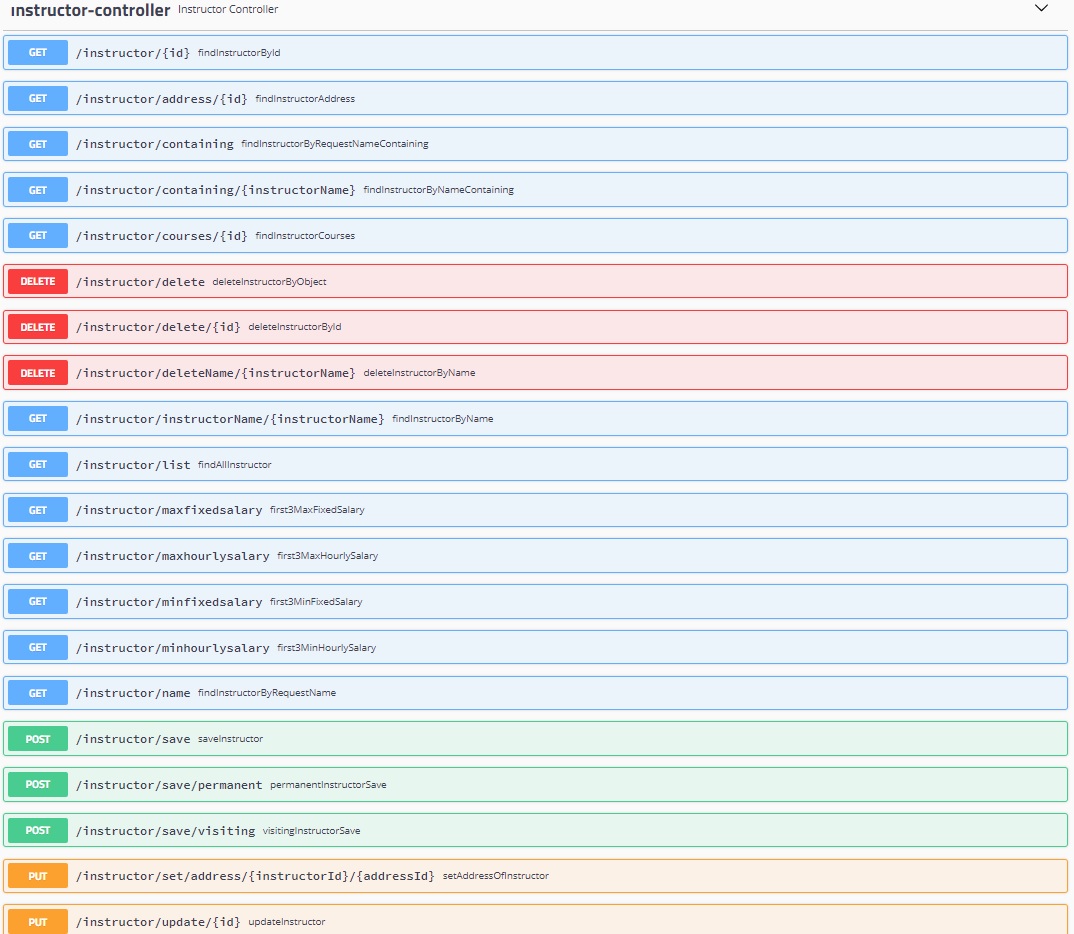 instructor-controller Instructor Controller
GET /instructor/{id} findInstructorById
GET /instructor/address/{id} findInstructorAddress
GET /instructor/containing findInstructorByRequestNameContaining
GET /instructor/containing/{instructorName} findInstructorByNameContaining
GET /instructor/courses/{id} findInstructorCourses
DELETE /instructor/delete deleteInstructorByObject
DELETE /instructor/delete/{id} deleteInstructorById
DELETE /instructor/deleteName/{instructorName} deleteInstructorByName
GET /instructor/instructorName/{instructorName} findInstructorByName
GET /instructor/list findAllInstructor
GET /instructor/maxfixedsalary first3MaxFixedSalary
GET /instructor/maxhourlysalary first3MaxHourlySalary
GET /instructor/minfixedsalary first3MinFixedSalary
GET /instructor/minhourlysalary first3MinHourlySalary
GET /instructor/name findInstructorByRequestName
POST /instructor/save saveInstructor
POST /instructor/save/permanent permanentInstructorSave
POST /instructor/save/visiting visitingInstructorSave
PUT /instructor/set/address/{instructorId}/{addressId} setAddressOfInstructor
PUT /instructor/update/{id} updateInstructor